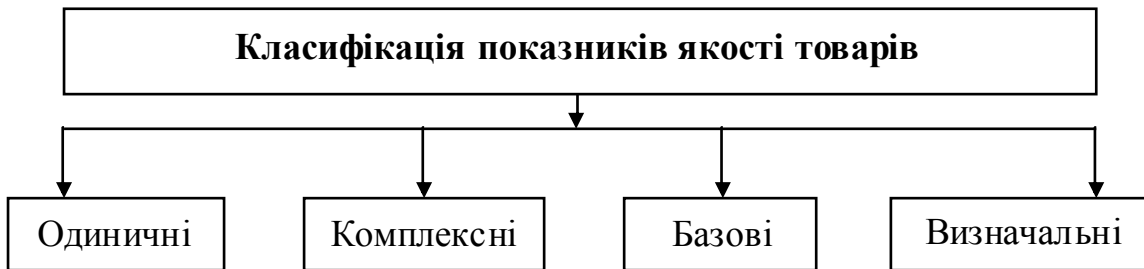 Класифікація показників якості товарів
Одиничні
Комплексні
Базові
Визначальні